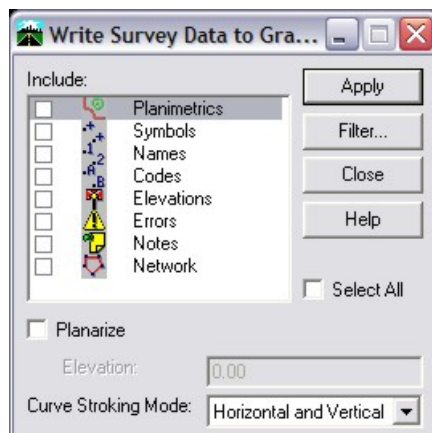 Write Survey Data to Gra...
Include:
Planimetrics
Symbols
Names
Codes
Elevations
Errors
Notes
Network
Apply
Filter...
Close
Help
Select All
Planarize
Elevation:
0.00
Curve Stroking Mode:
Horizontal and Vertical